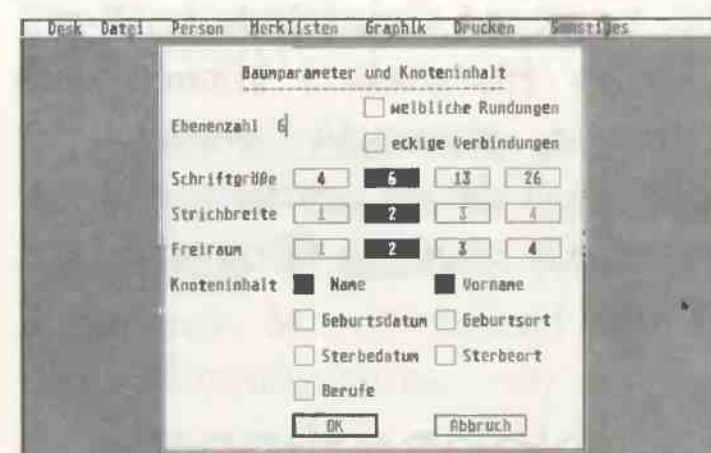 Desk Datei Person Merklisten Graphik Drucken Sonstiges
Baumparameter und Knoteninhalt
weibliche Rundungen
Ebenenzahl 6
eckige Verbindungen
Schriftgröße 4 6 13 26
Strichbreite 1 2 3 4
Freiraum 1 2 3 4
Knoteninhalt Name Vorname
Geburtsdatum Geburtsort
Sterbedatum Sterbeort
Berufe
OK Abbruch